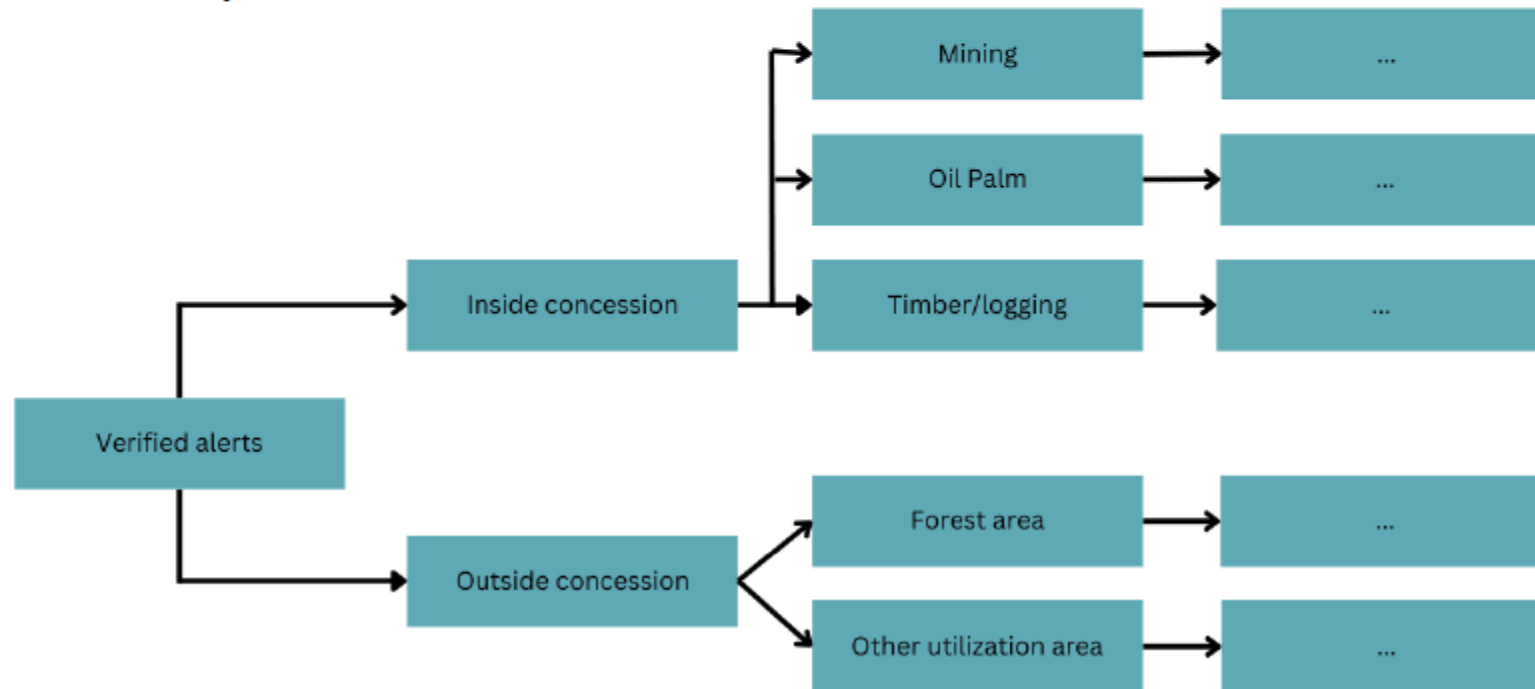 Mining
...
Oil Palm
...
Inside concession
Timber/logging
...
Verified alerts
Forest area
...
Outside concession
Other utilization area
...